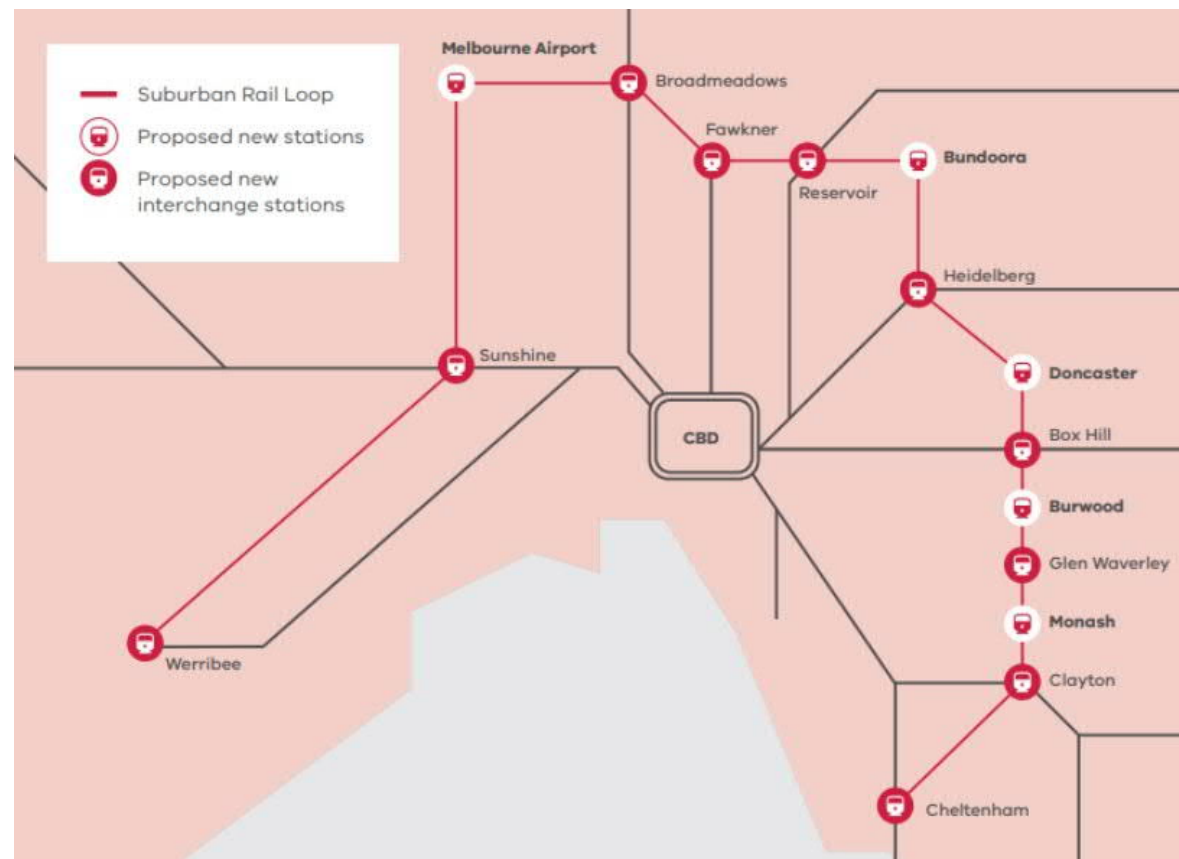 Melbourne Airport
Suburban Rail Loop
Proposed new stations
Proposed new
interchange stations
Broadmeadows
Fawkner
Reservoir
Bundoora
Heidelberg
Sunshine
Doncaster
CBD
Box Hill
Burwood
Glen Waverley
Monash
Werribee
Clayton
Cheltenham